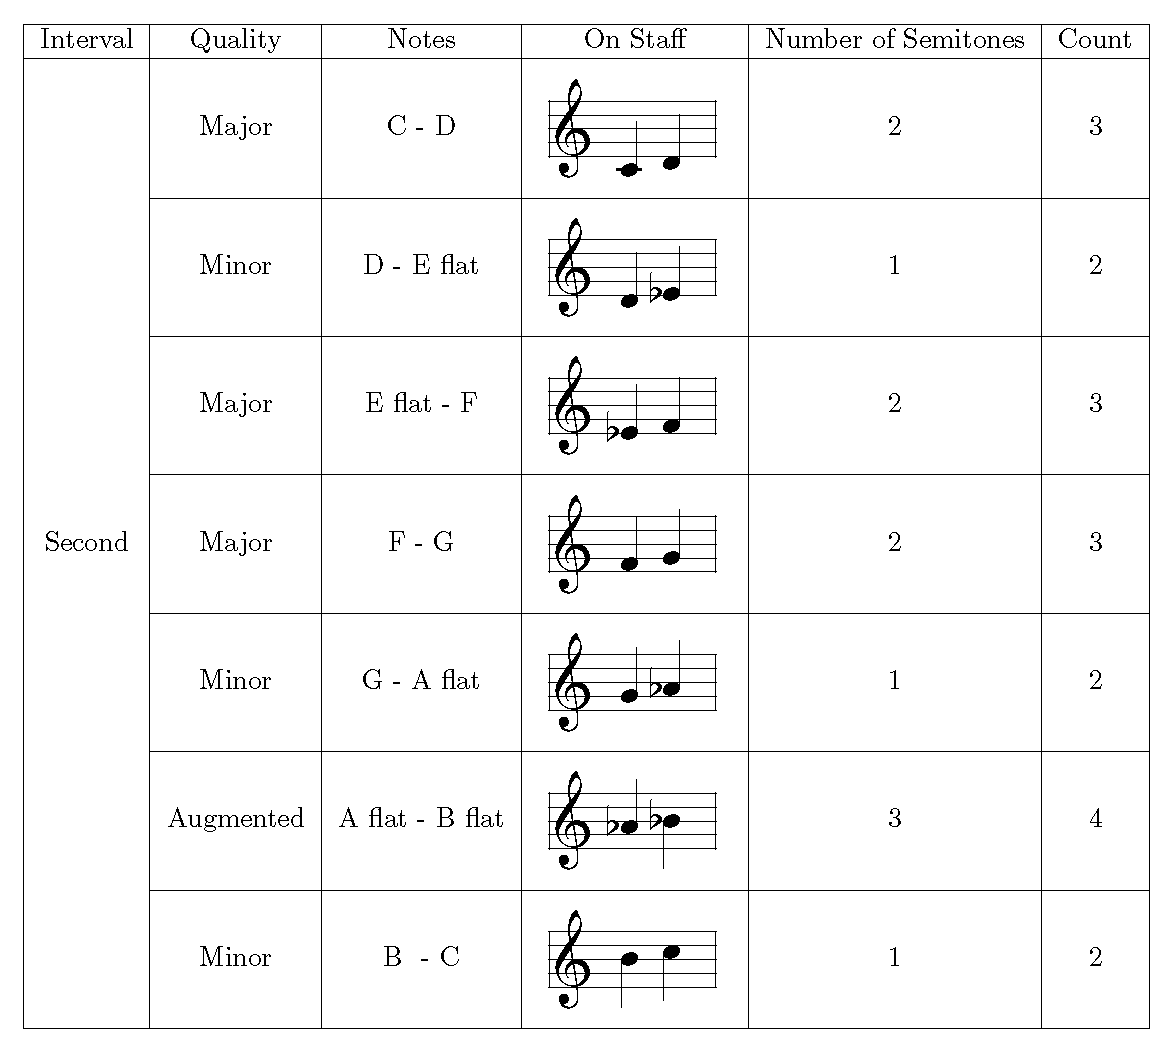 Interval Quality Notes On Staff Number of Semitones Count
Major C - D 2 3
Minor D - E flat 1 2
Major E flat - F 2 3
Second Major F - G 2 3
Minor G - A flat 1 2
Augmented A flat - B flat 3 4
Minor B - C 1 2